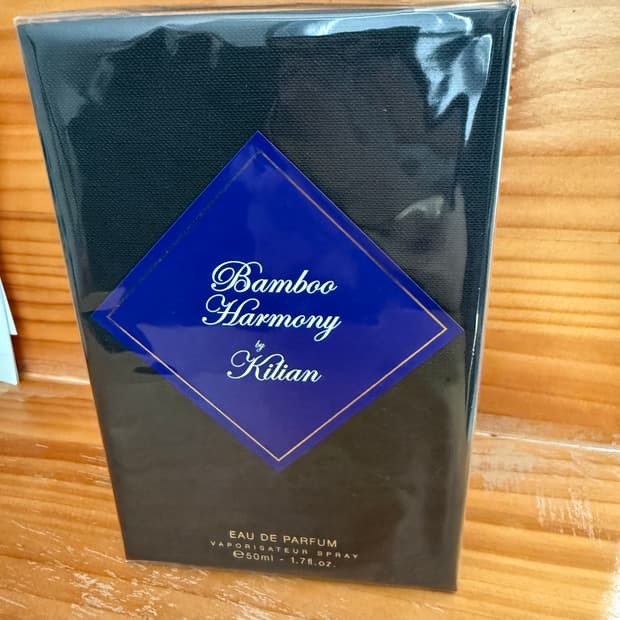 Bamboo
Harmony
by
Kilian
EAU DE PARFUM
VAPORISATEUR SPRAY
℮50ml - 1.7fl.oz.